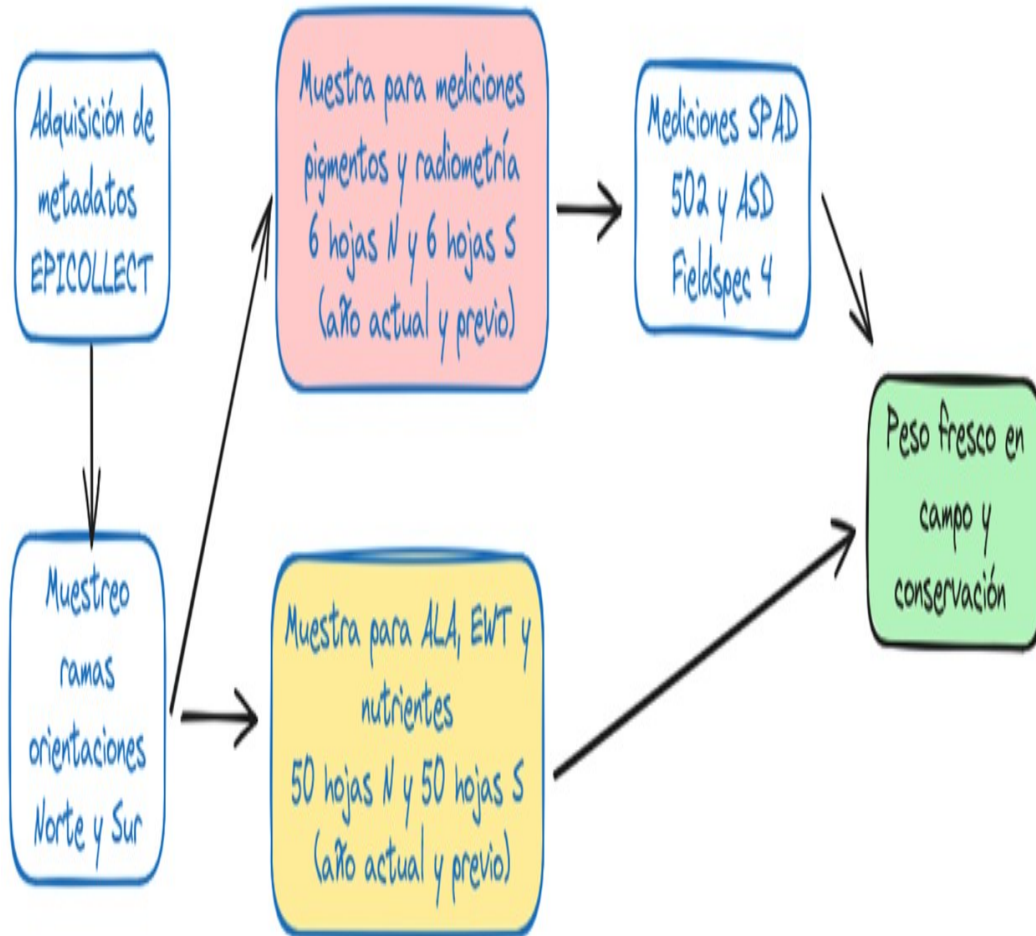 Adquisición de
metadatos
EPICOLLECT
Muestreo
ramas
orientaciones
Norte y Sur
Muestra para mediciones
pigmentos y radiometría
6 hojas N y 6 hojas S
(año actual y previo)
Muestra para ALA, EWT y
nutrientes
50 hojas N y 50 hojas S
(año actual y previo)
Mediciones SPAD
502 y ASD
Fieldspec 4
Peso fresco en
campo y
conservación